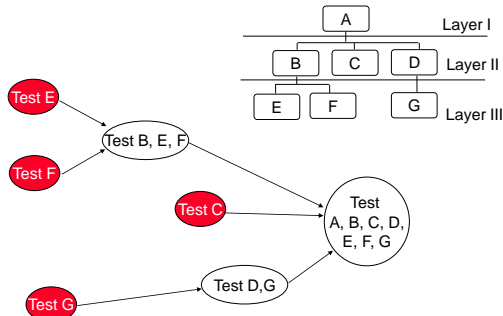 A
Layer I
B
C
D
Layer II
E
F
G
Layer III
Test E
Test B, E, F
Test F
Test C
Test
A, B, C, D,
E, F, G
Test D,G
Test G